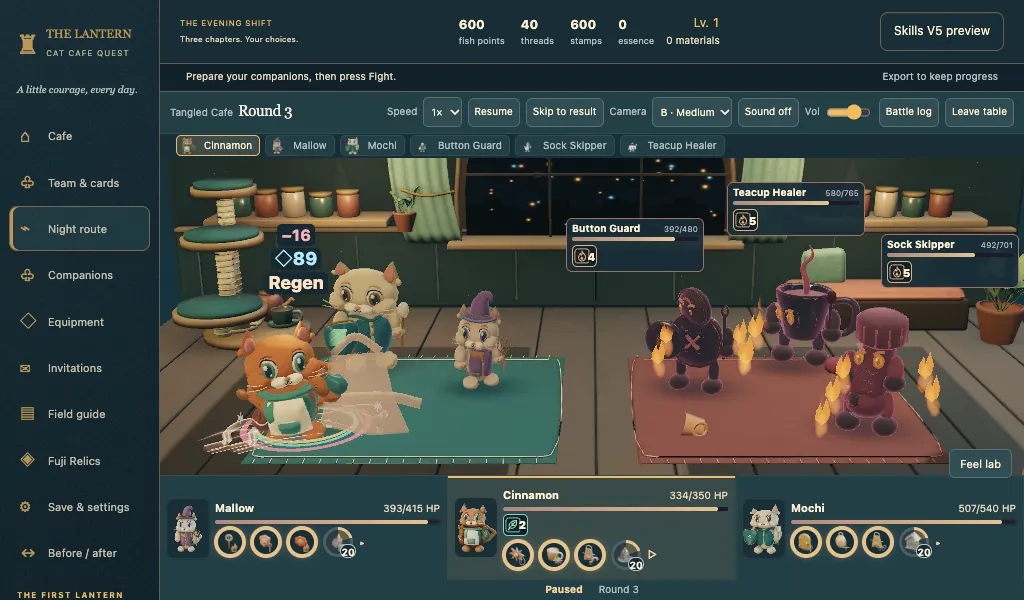 THE LANTERN
CAT CAFE QUEST
A little courage, every day.
Cafe
Team & cards
Night route
Companions
Equipment
Invitations
Field guide
Fuji Relics
Save & settings
Before / after
THE FIRST LANTERN
THE EVENING SHIFT
Three chapters. Your choices.
600 fish points
40 threads
600 stamps
0 essence
Lv. 1
0 materials
Skills V5 preview
Prepare your companions, then press Fight.
Export to keep progress
Tangled Cafe Round 3
Speed 1x Resume Skip to result Camera B · Medium Sound off Vol Battle log Leave table
Cinnamon Mallow Mochi Button Guard Sock Skipper Teacup Healer
Teacup Healer 580/765
5
Button Guard 392/480
4
Sock Skipper 492/701
5
−16
89
Regen
Feel lab
Mallow 393/415 HP
20
Cinnamon 334/350 HP
2
20
Mochi 507/540 HP
20
Paused Round 3